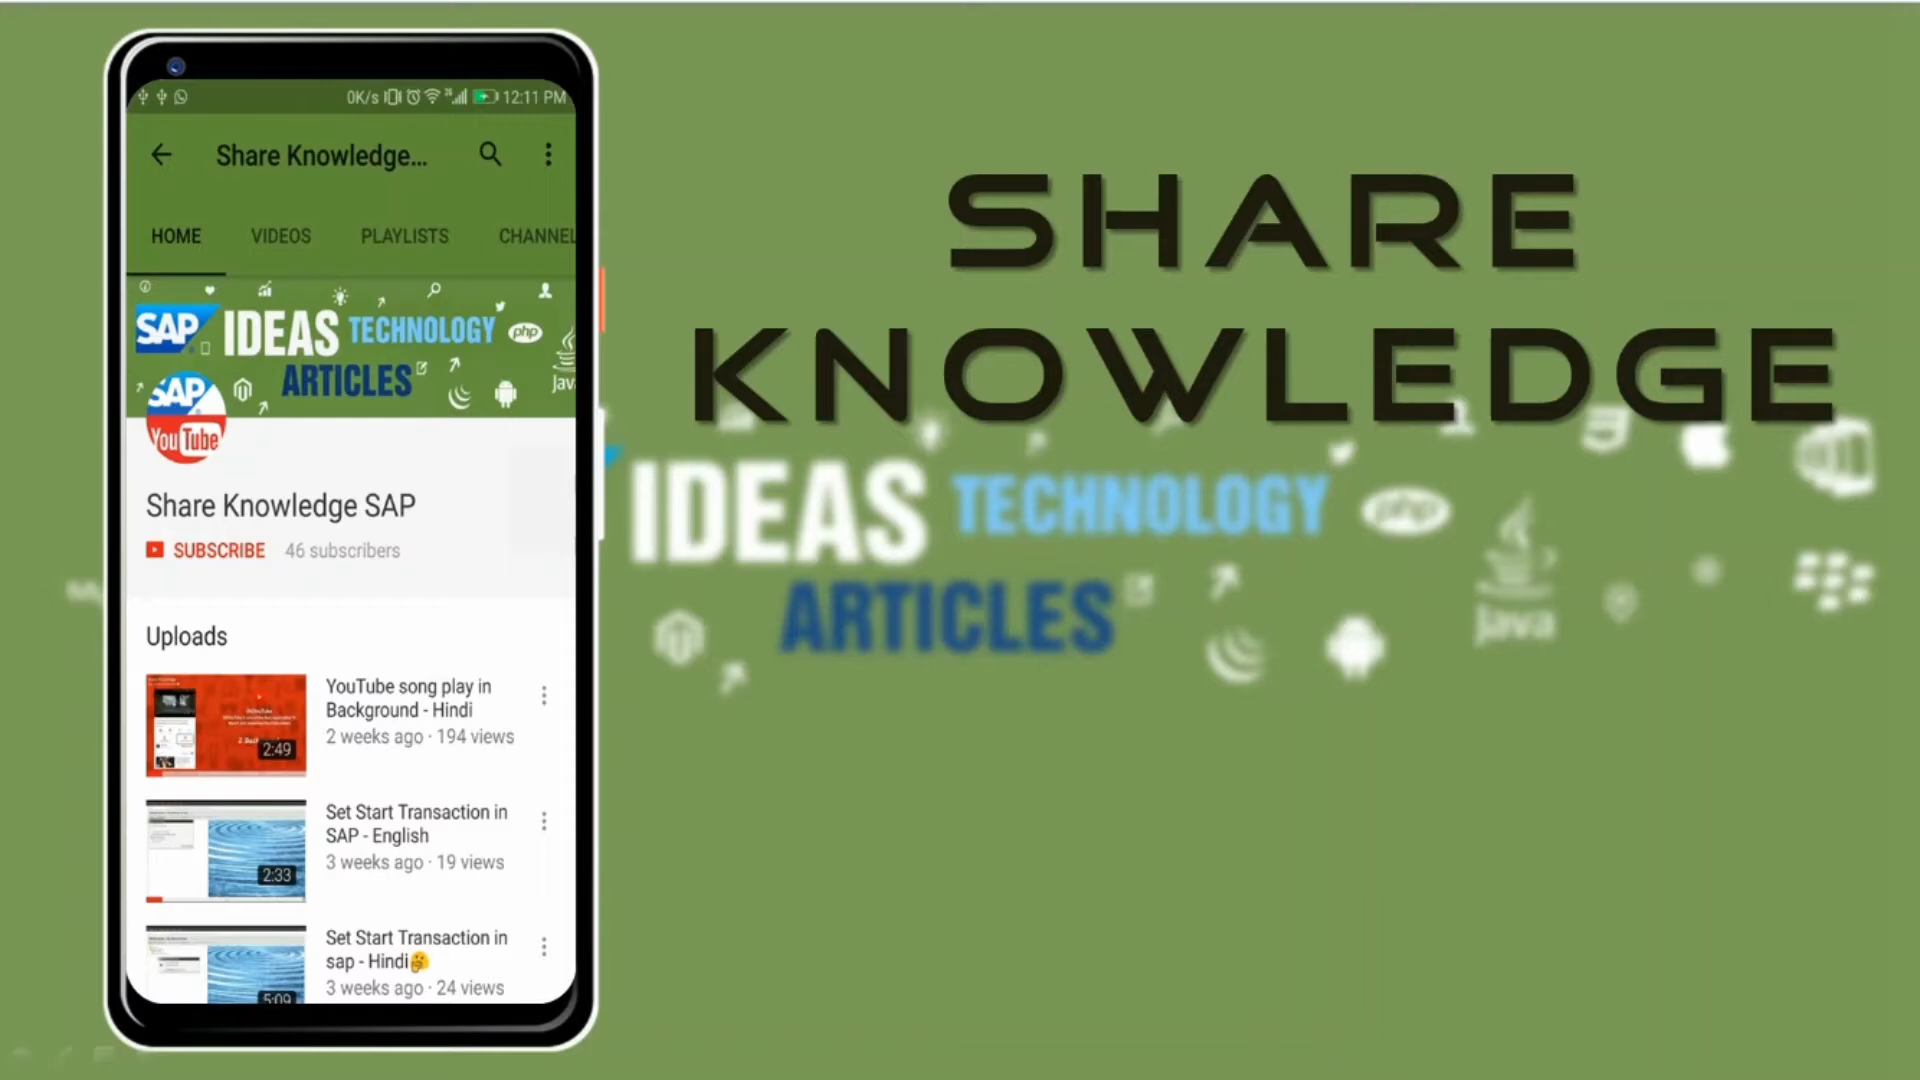 0K/s 12:11 PM
Share Knowledge...
HOME VIDEOS PLAYLISTS CHANNEL
SAP IDEAS TECHNOLOGY php
ARTICLES
Java
SAP
YouTube
Share Knowledge SAP
SUBSCRIBE 46 subscribers
Uploads
YouTube song play in
Background - Hindi
2 weeks ago · 194 views
2:49
Set Start Transaction in
SAP - English
3 weeks ago · 19 views
2:33
Set Start Transaction in
sap - Hindi🤔
3 weeks ago · 24 views
5:09
SHARE
KNOWLEDGE
IDEAS TECHNOLOGY php
ARTICLES
Java